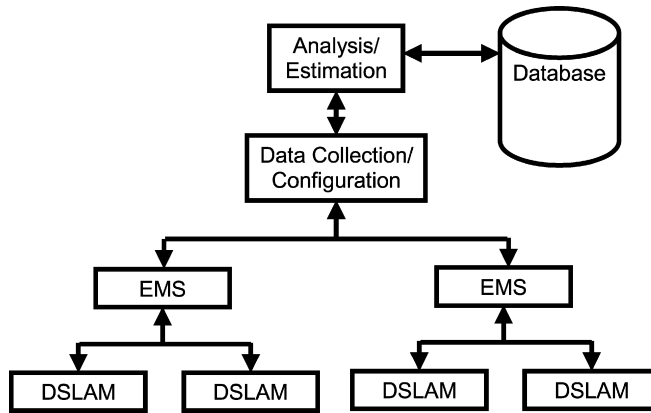 Analysis/
Estimation
Database
Data Collection/
Configuration
EMS
EMS
DSLAM
DSLAM
DSLAM
DSLAM